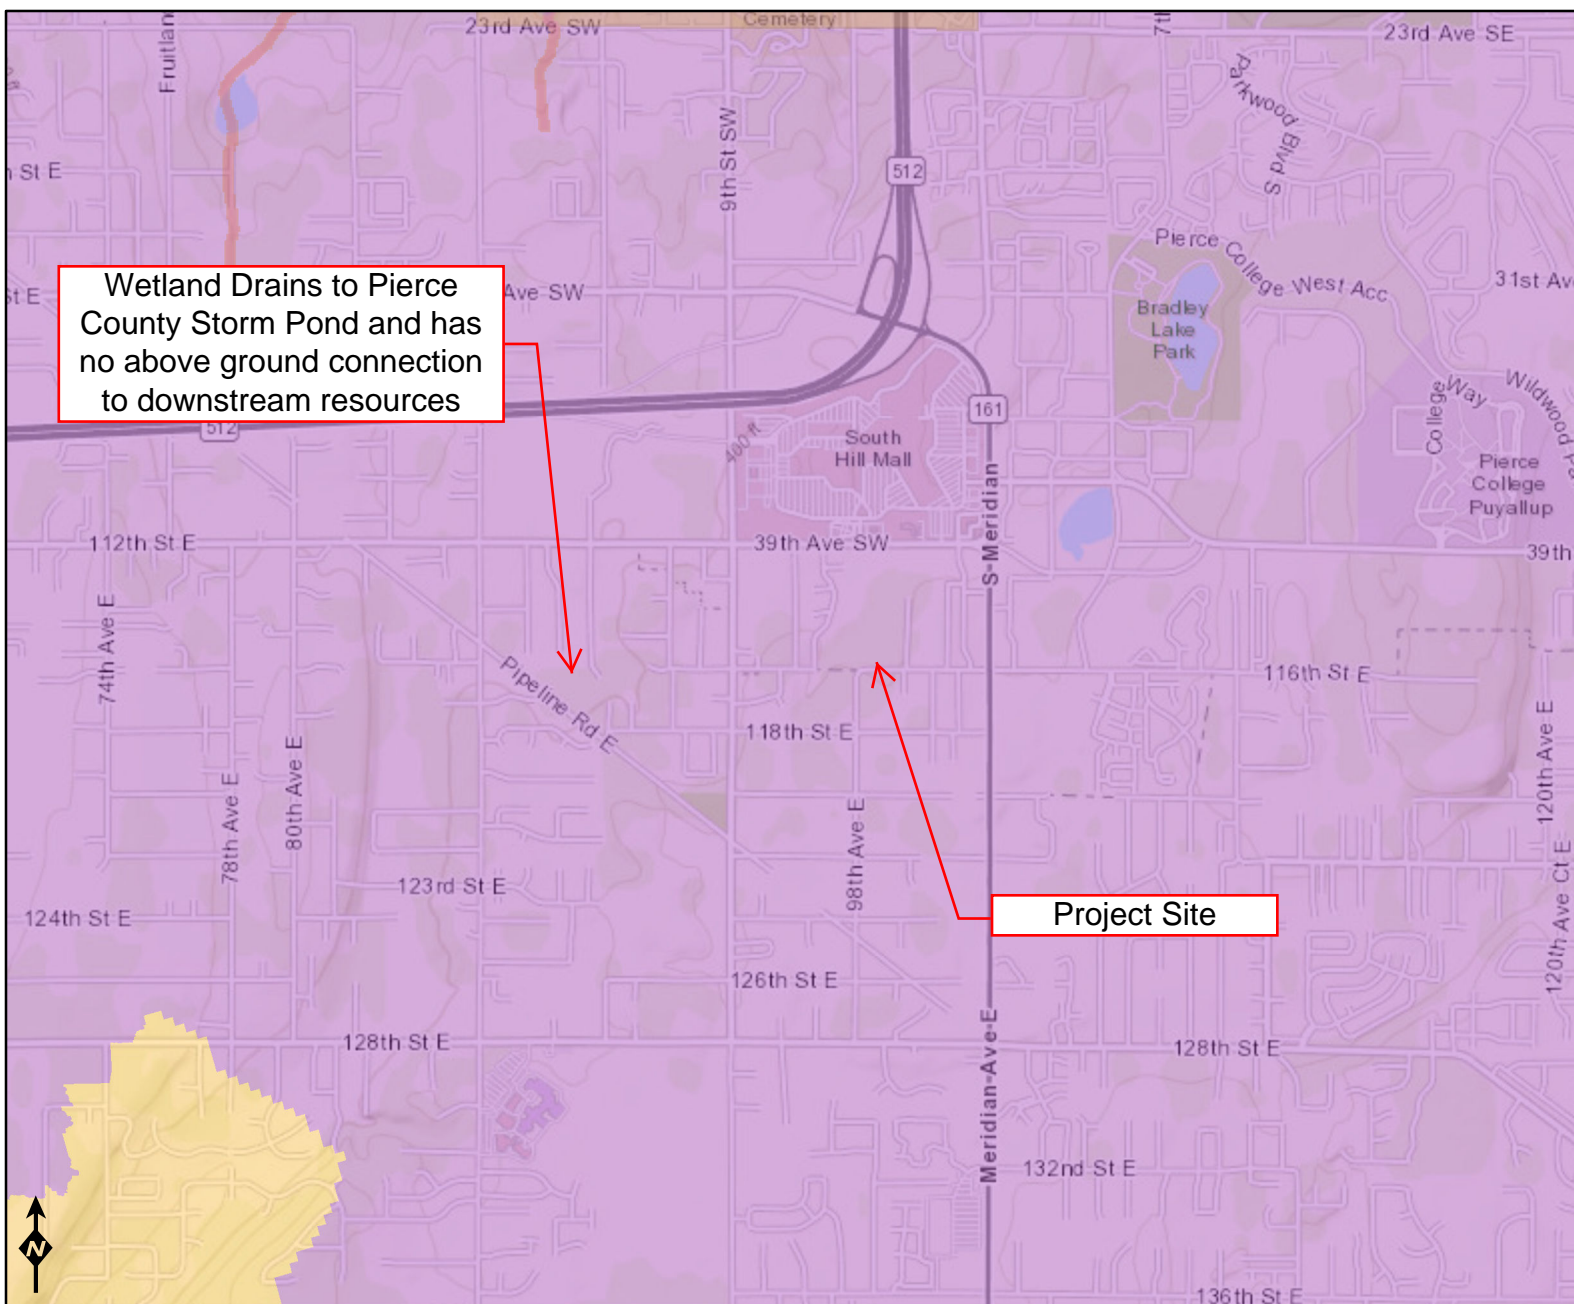 23rd Ave SW
Cemetery
23rd Ave SE
Parkwood Blvd S
9th St SW
512
St E
Pierce College West Acc
31st Av
Ave SW
St E
Wetland Drains to Pierce
County Storm Pond and has
no above ground connection
to downstream resources
Bradley
Lake
Park
512
161
400 ft
South
Hill Mall
College Way
Wildwood
Pierce
College
Puyallup
S-Meridian
112th St E
39th Ave SW
39th
74th Ave E
Pipeline Rd E
116th St E
118th St E
120th Ave E
80th Ave E
78th Ave E
98th Ave E
123rd St E
124th St E
Project Site
120th Ave Ct E
126th St E
128th St E
128th St E
Meridian-Ave-E
132nd St E
N
136th St E